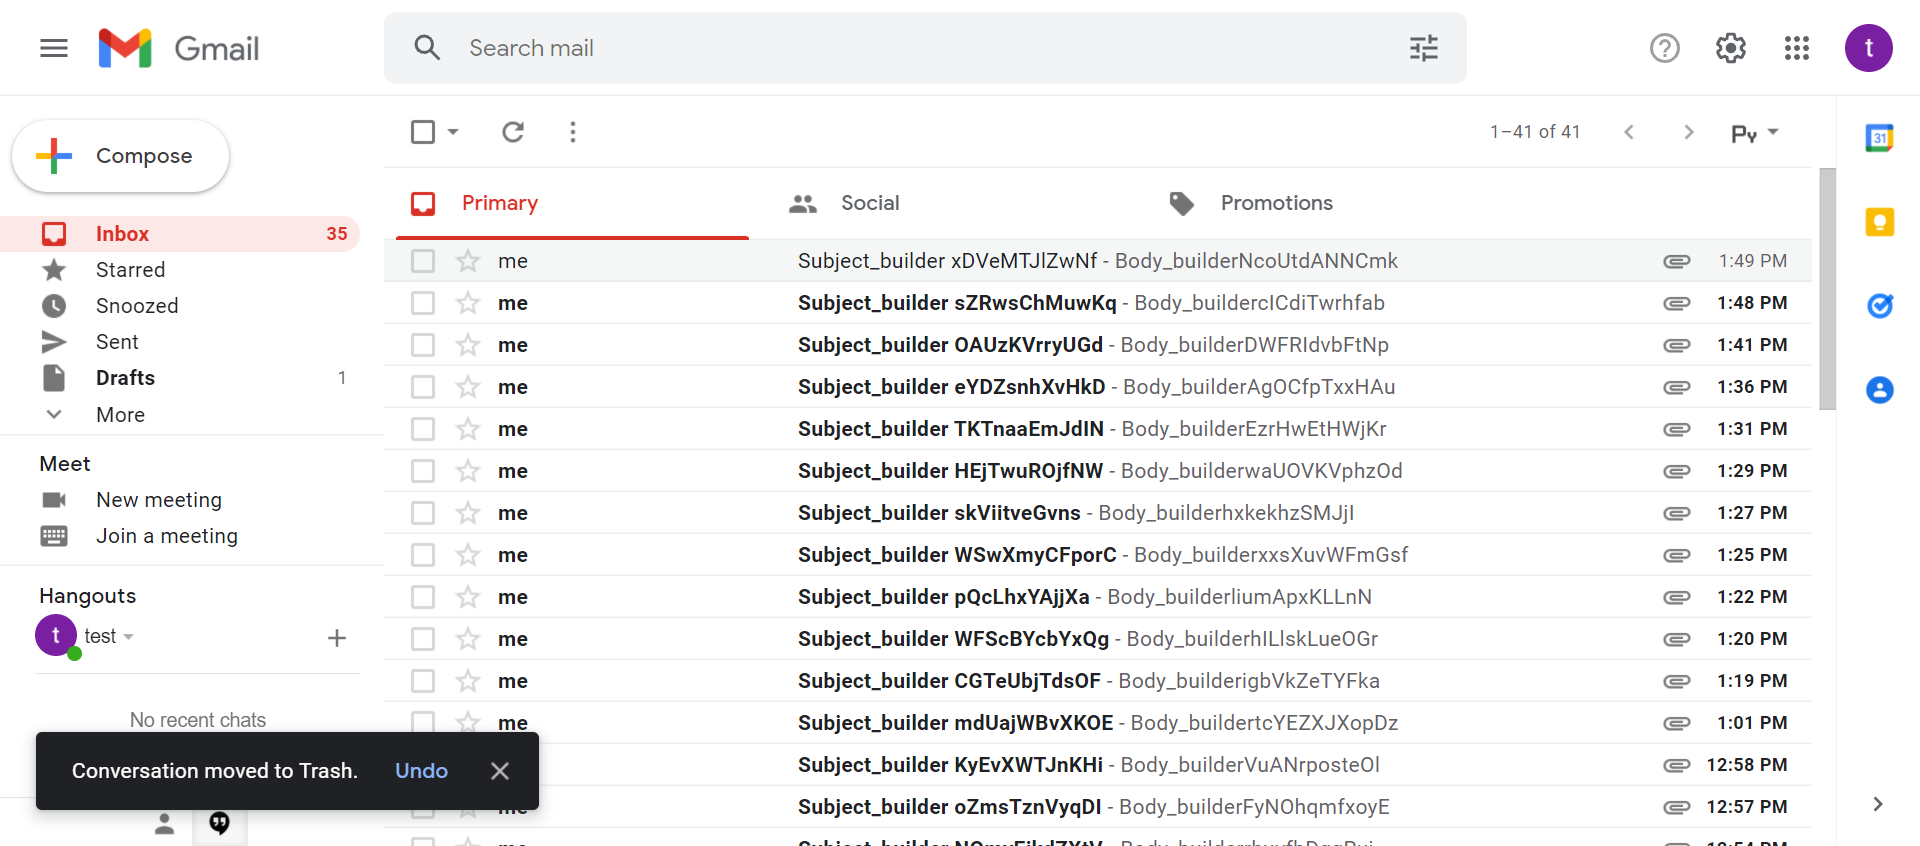 Gmail
Search mail
t
Compose
1–41 of 41
Py
31
Primary
Social
Promotions
Inbox 35
Starred
Snoozed
Sent
Drafts 1
More
Meet
New meeting
Join a meeting
Hangouts
t test
No recent chats
me Subject_builder xDVeMTJlZwNf - Body_builderNcoUtdANNCmk 1:49 PM
me Subject_builder sZRwsChMuwKq - Body_buildercICdiTwrhfab 1:48 PM
me Subject_builder OAUzKVrryUGd - Body_builderDWFRIdvbFtNp 1:41 PM
me Subject_builder eYDZsnhXvHkD - Body_builderAgOCfpTxxHAu 1:36 PM
me Subject_builder TKTnaaEmJdIN - Body_builderEzrHwEtHWjKr 1:31 PM
me Subject_builder HEjTwuROjfNW - Body_builderwaUOVKVphzOd 1:29 PM
me Subject_builder skViitveGvns - Body_builderhxkekhzSMJjI 1:27 PM
me Subject_builder WSwXmyCFporC - Body_builderxxsXuvWFmGsf 1:25 PM
me Subject_builder pQcLhxYAjjXa - Body_builderliumApxKLLnN 1:22 PM
me Subject_builder WFScBYcbYxQg - Body_builderhILlskLueOGr 1:20 PM
me Subject_builder CGTeUbjTdsOF - Body_builderigbVkZeTYFka 1:19 PM
me Subject_builder mdUajWBvXKOE - Body_buildertcYEZXJXopDz 1:01 PM
Subject_builder KyEvXWTJnKHi - Body_builderVuANrposteOl 12:58 PM
me Subject_builder oZmsTznVyqDI - Body_builderFyNOhqmfxoyE 12:57 PM
Conversation moved to Trash. Undo